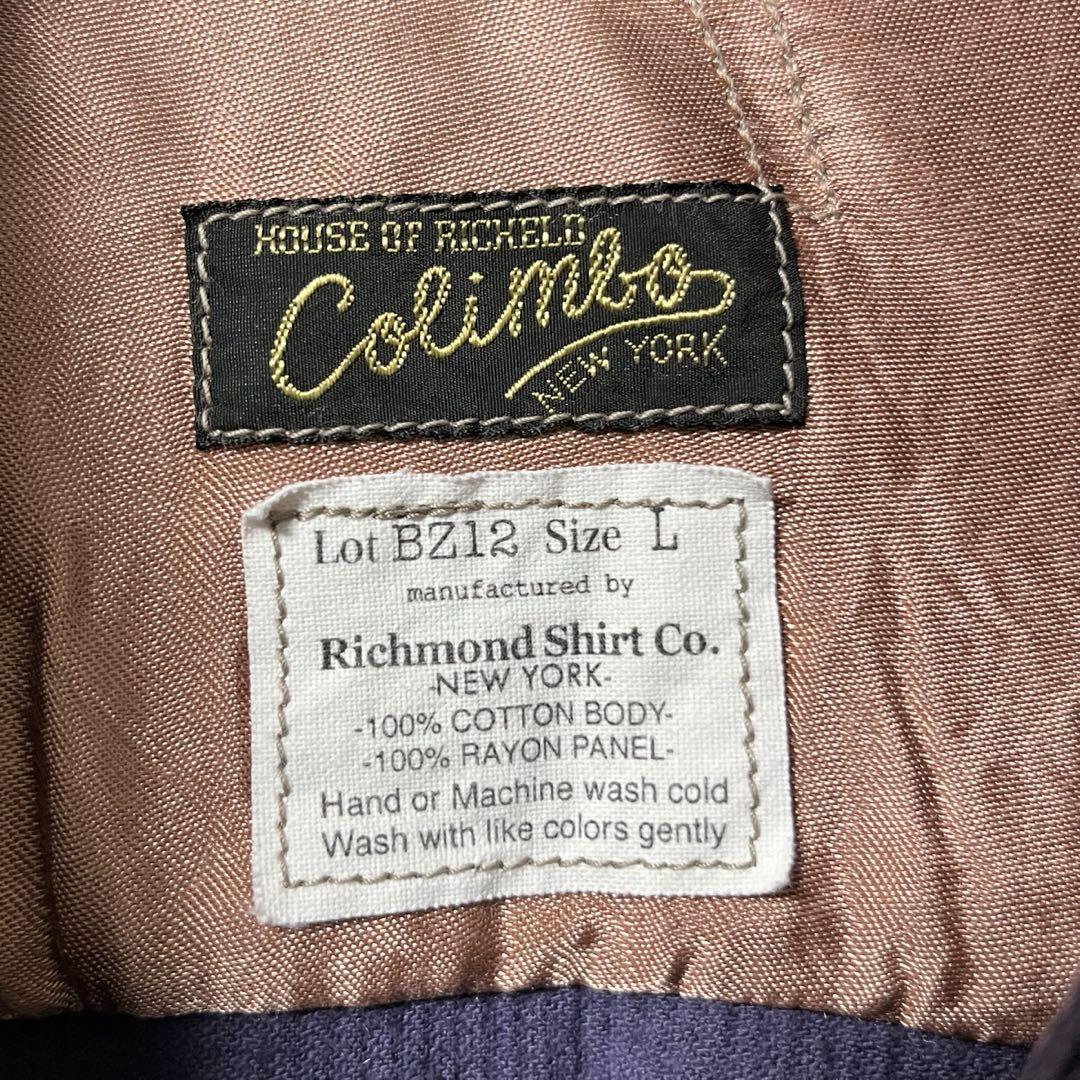 HOUSE OF RICHELD
Colimbo
NEW YORK
Lot BZ12 Size L
manufactured by
Richmond Shirt Co.
-NEW YORK-
-100% COTTON BODY-
-100% RAYON PANEL-
Hand or Machine wash cold
Wash with like colors gently